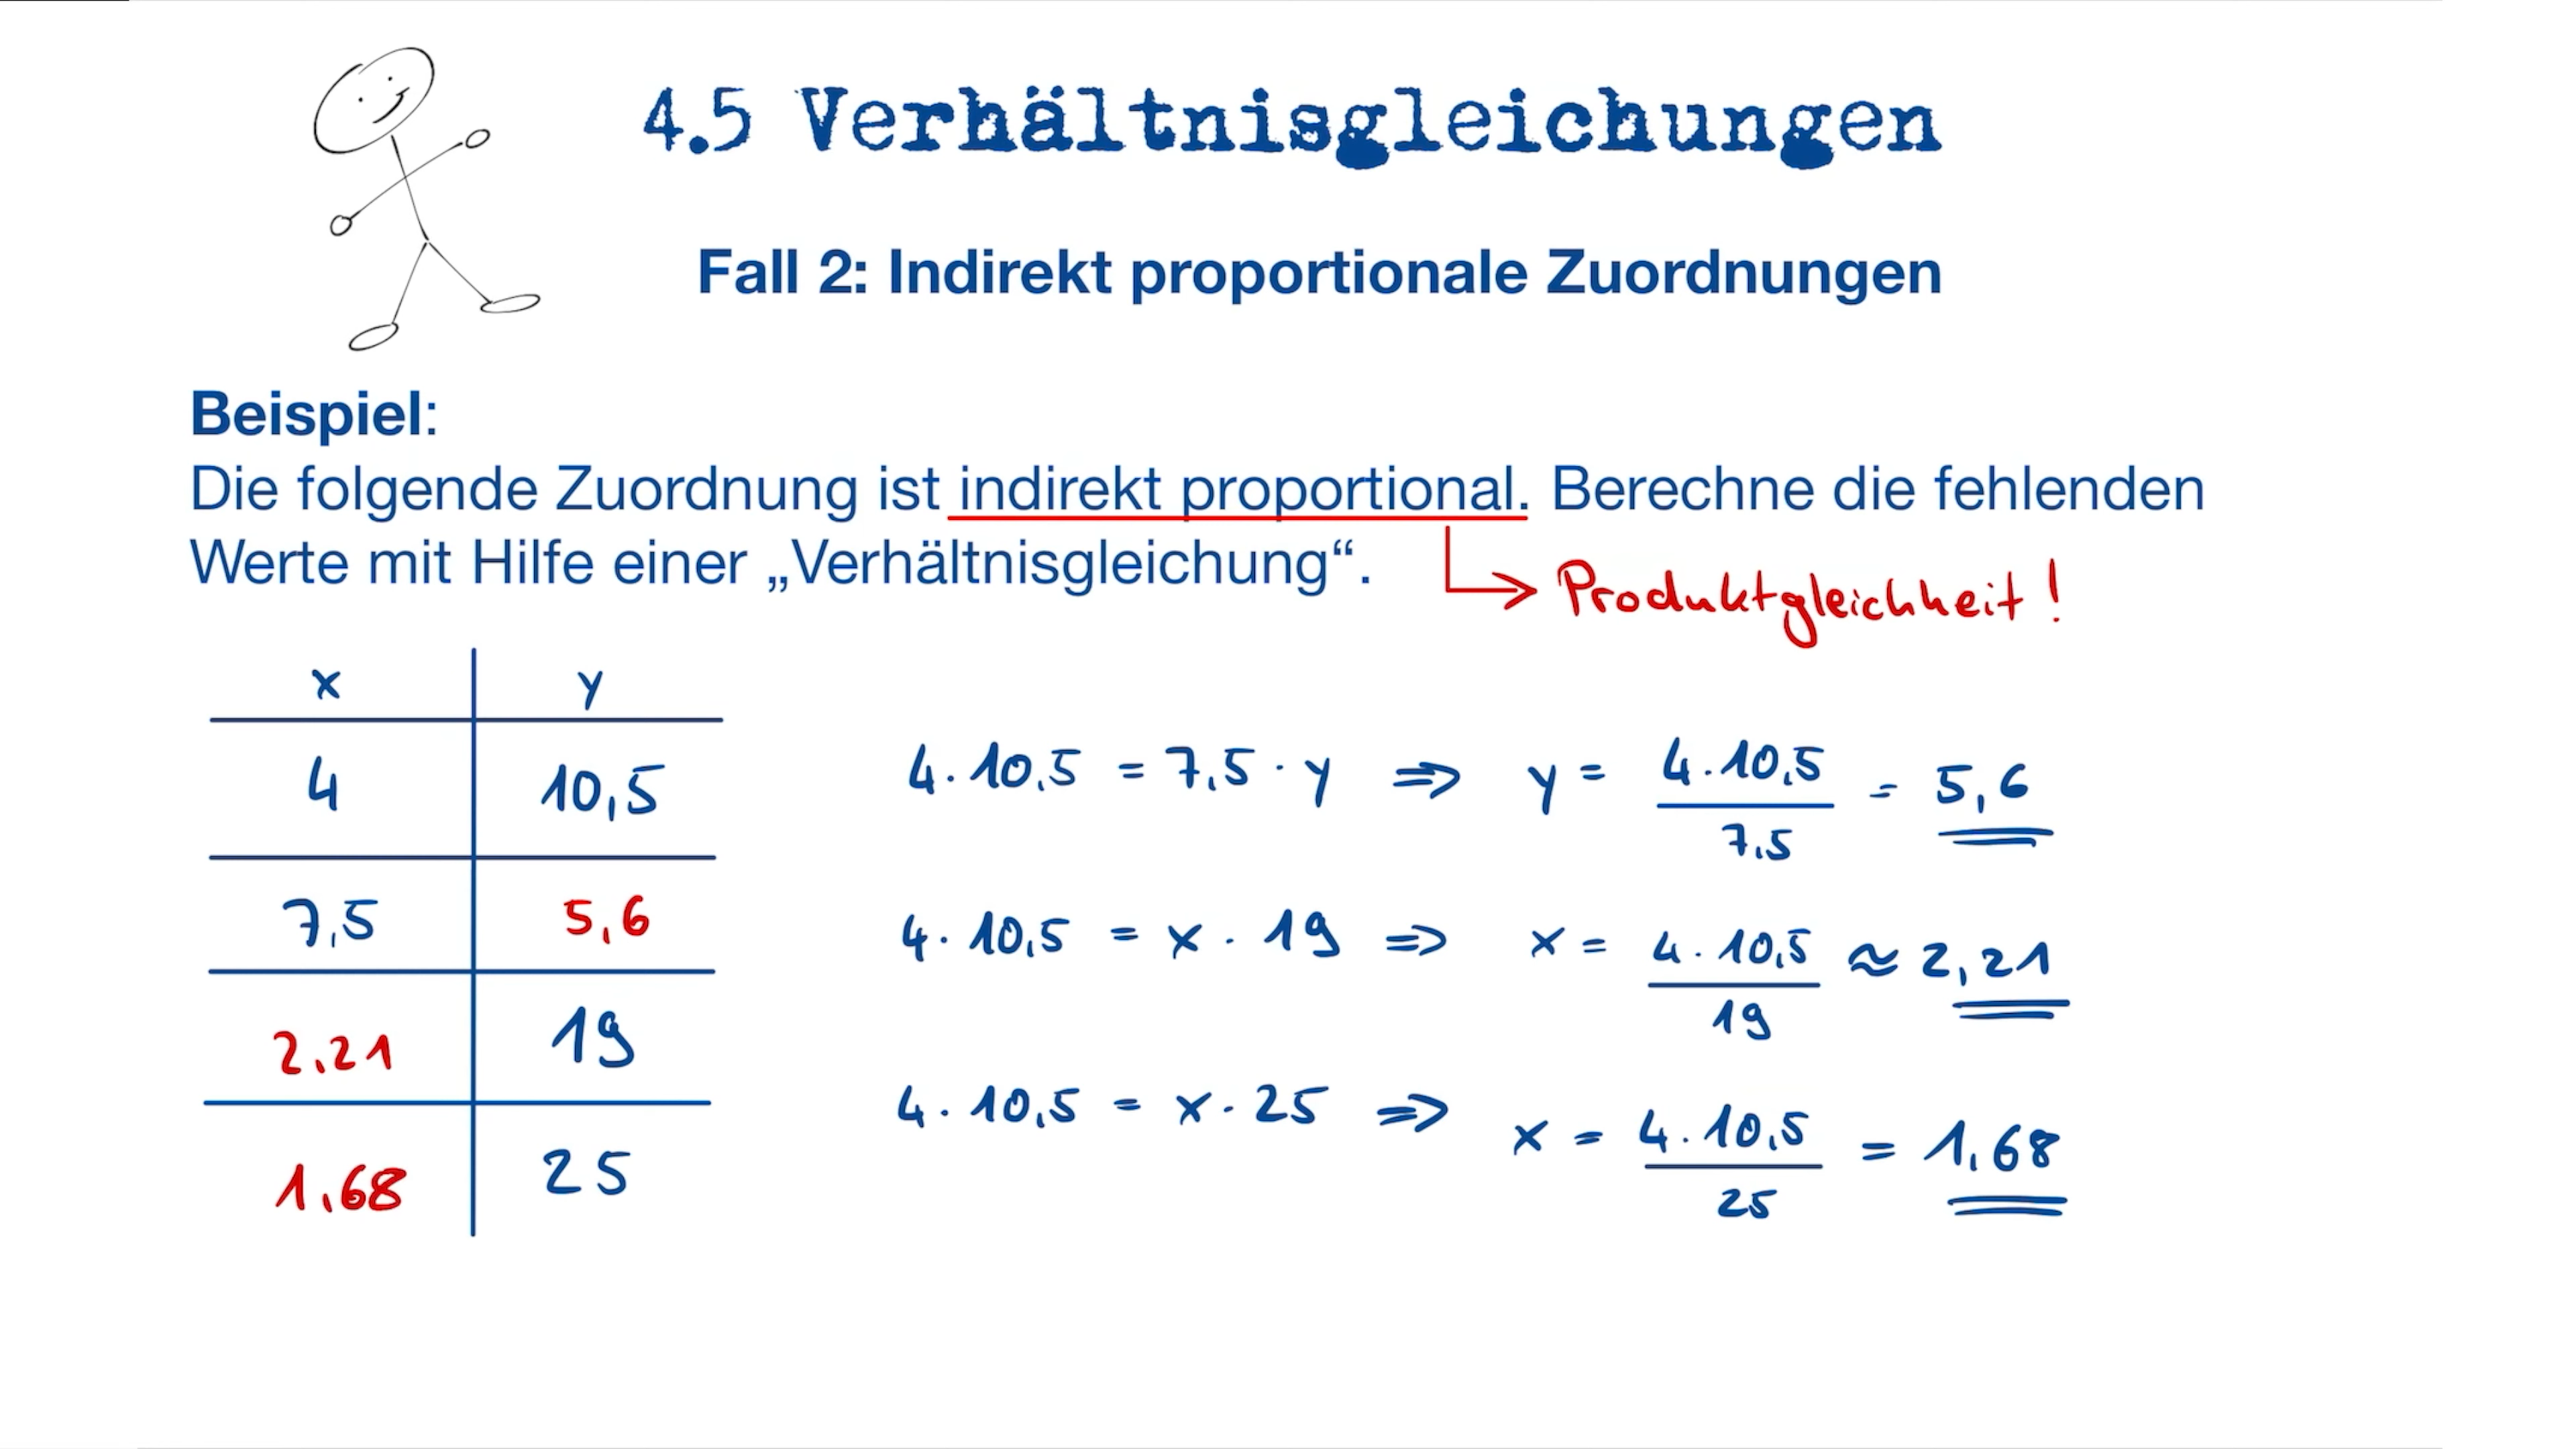 4.5 Verhältnisgleichungen
Fall 2: Indirekt proportionale Zuordnungen
Beispiel:
Die folgende Zuordnung ist indirekt proportional. Berechne die fehlenden
Werte mit Hilfe einer „Verhältnisgleichung“.
Produktgleichheit!
x y
4 10,5
7,5 5,6
2,21 19
1,68 25
4 · 10,5 = 7,5 · y ⇒ y = 4 · 10,5 / 7,5 = 5,6
4 · 10,5 = x · 19 ⇒ x = 4 · 10,5 / 19 ≈ 2,21
4 · 10,5 = x · 25 ⇒ x = 4 · 10,5 / 25 = 1,68